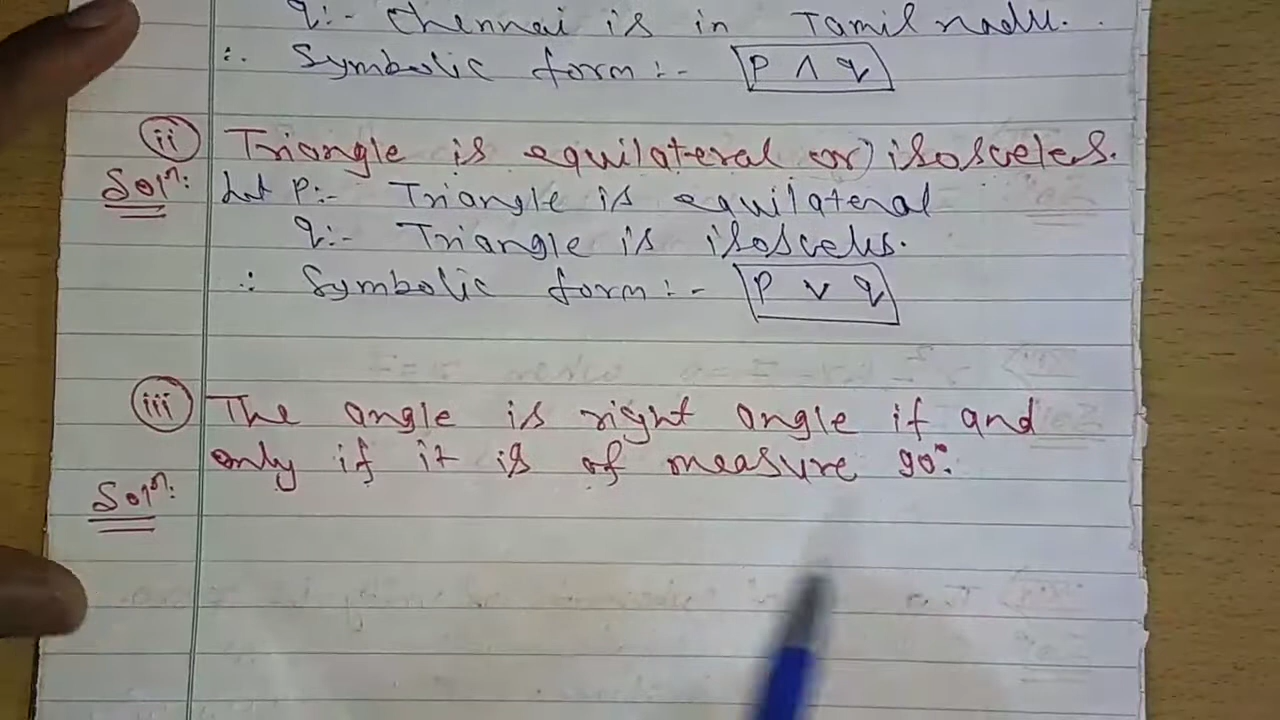 q:- Chennai is in Tamil nadu.
∴ Symbolic form:- p ∧ q
(ii) Triangle is equilateral (or) isosceles.
Solⁿ: Let p:- Triangle is equilateral
q:- Triangle is isosceles.
∴ Symbolic form:- p ∨ q
(iii) The angle is right angle if and
only if it is of measure 90°.
Solⁿ: